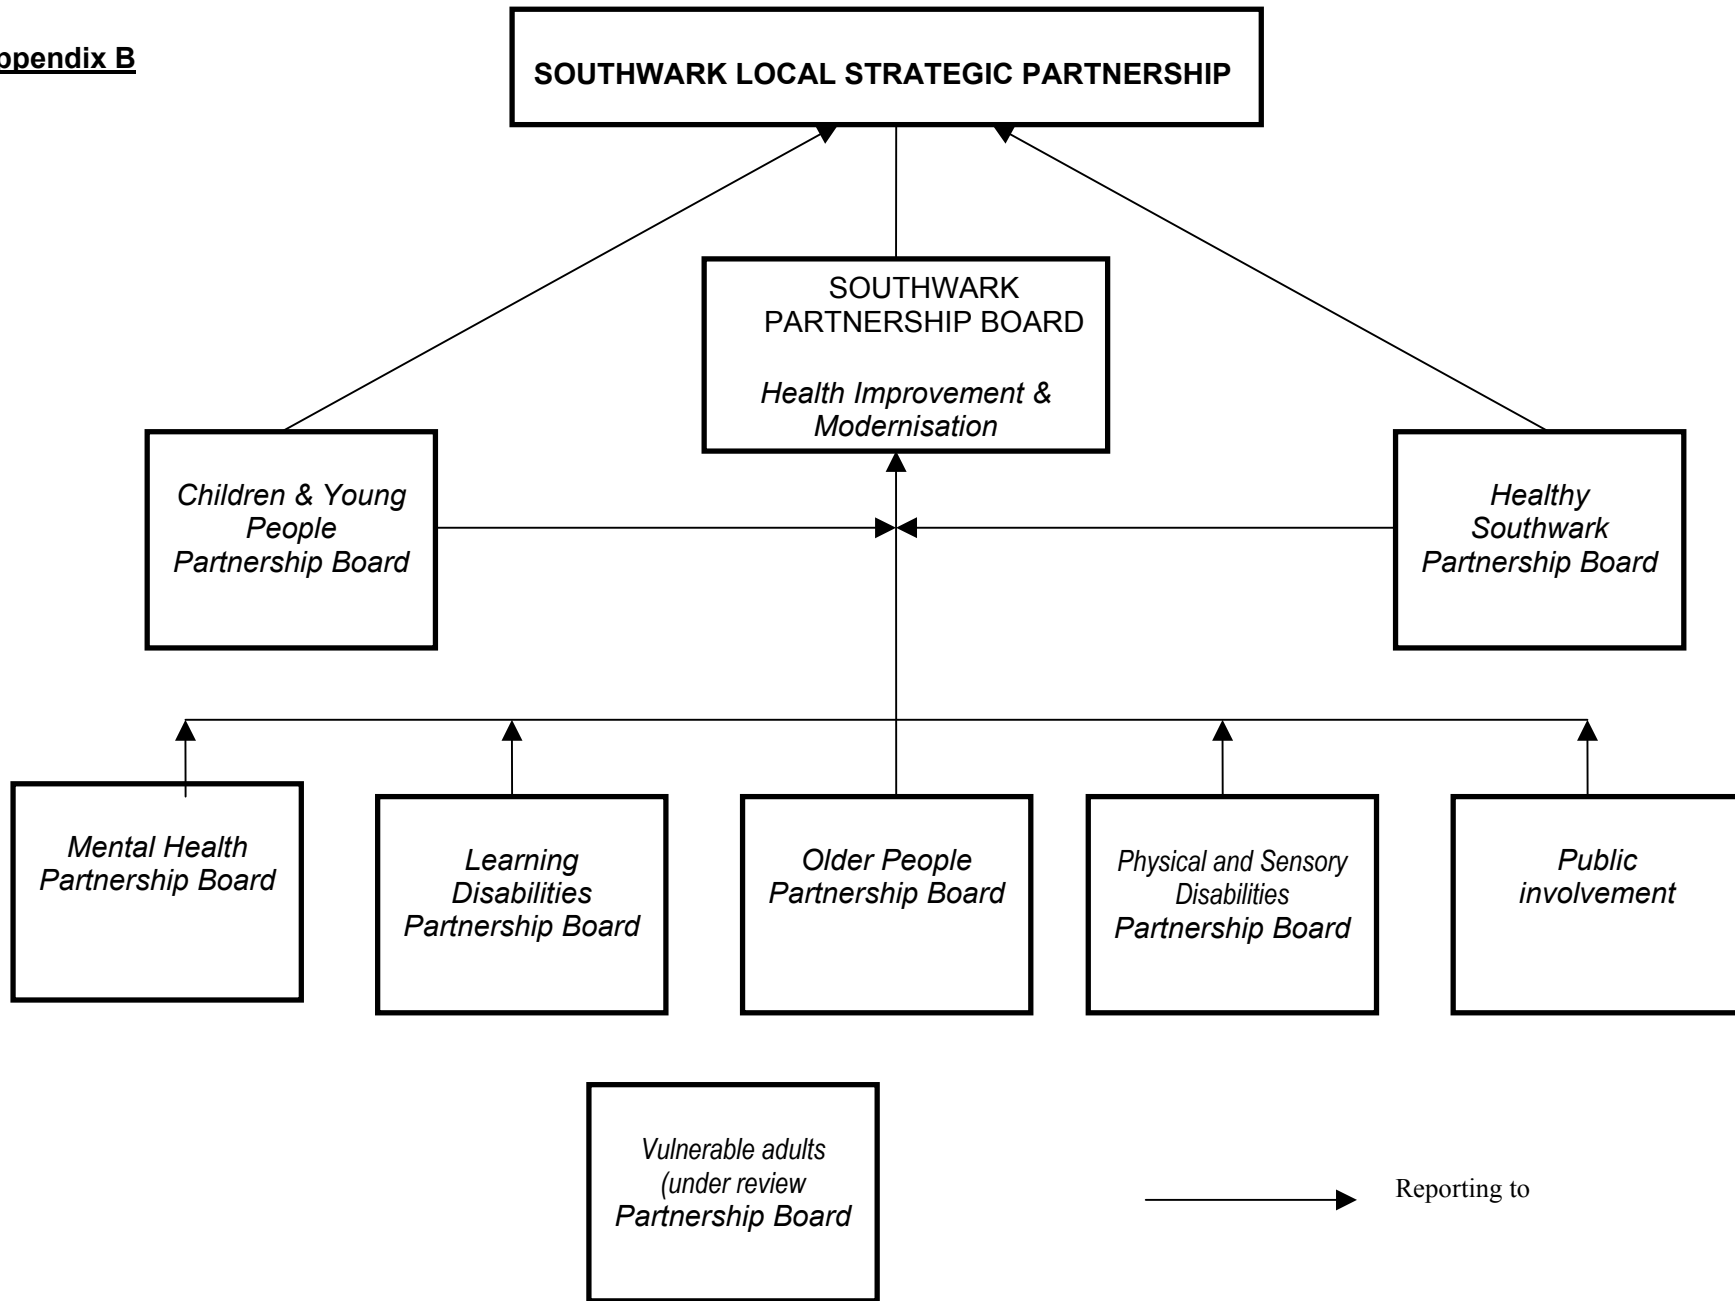 ppendix B
SOUTHWARK LOCAL STRATEGIC PARTNERSHIP
SOUTHWARK
PARTNERSHIP BOARD
Health Improvement &
Modernisation
Children & Young
People
Partnership Board
Healthy
Southwark
Partnership Board
Mental Health
Partnership Board
Learning
Disabilities
Partnership Board
Older People
Partnership Board
Physical and Sensory
Disabilities
Partnership Board
Public
involvement
Vulnerable adults
(under review
Partnership Board
Reporting to